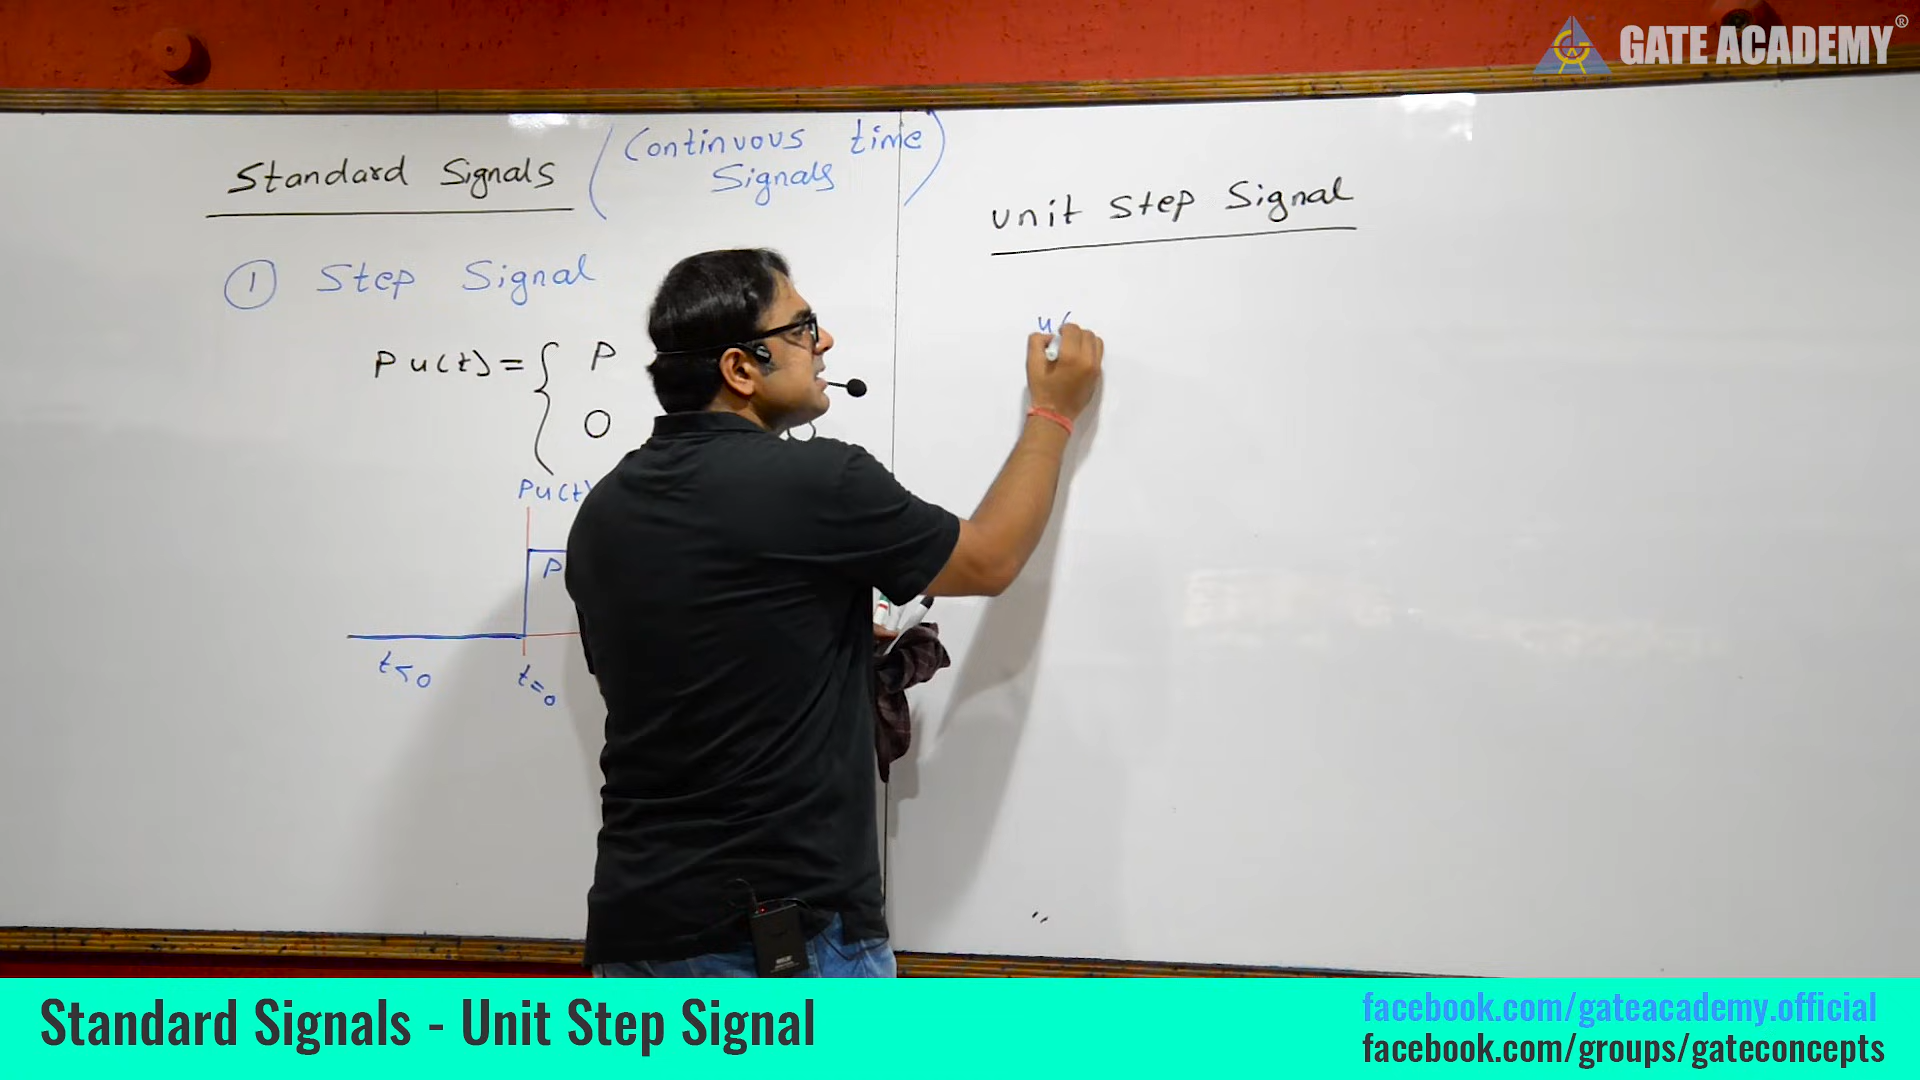 GATE ACADEMY®
Standard Signals (Continuous time
Signals)
① Step Signal
P u(t) = { P
0
Pu(t)
P
t<0
t=0
Unit Step Signal
u(
Standard Signals - Unit Step Signal
facebook.com/gateacademy.official
facebook.com/groups/gateconcepts